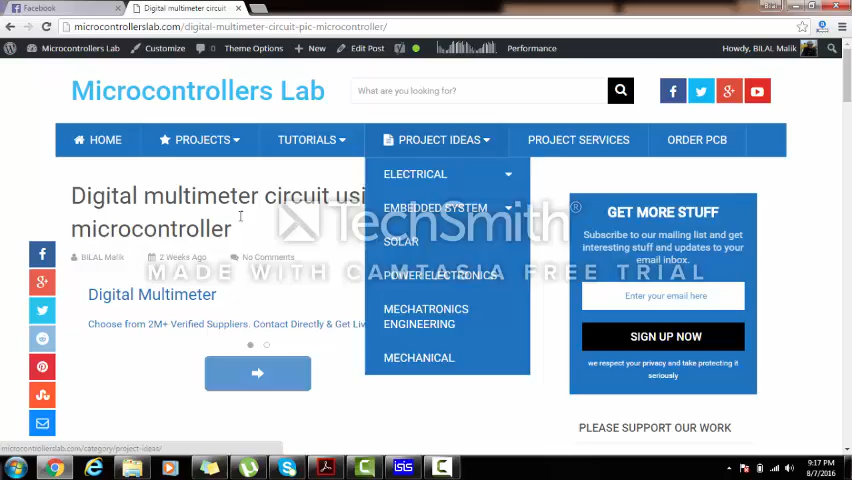 Facebook
Digital multimeter circuit
Bilal
microcontrollerslab.com/digital-multimeter-circuit-pic-microcontroller/
Microcontrollers Lab
Customize
Theme Options
New
Edit Post
Performance
Howdy, BILAL Malik
Microcontrollers Lab
What are you looking for?
HOME
PROJECTS
TUTORIALS
PROJECT IDEAS
PROJECT SERVICES
ORDER PCB
ELECTRICAL
EMBEDDED SYSTEM
SOLAR
POWER ELECTRONICS
MECHATRONICS
ENGINEERING
MECHANICAL
Digital multimeter circuit usi
microcontroller
BILAL Malik
2 Weeks Ago
No Comments
Digital Multimeter
Choose from 2M+ Verified Suppliers. Contact Directly & Get Liv
GET MORE STUFF
Subscribe to our mailing list and get
interesting stuff and updates to your
email inbox.
Enter your email here
SIGN UP NOW
we respect your privacy and take protecting it
seriously
PLEASE SUPPORT OUR WORK
TechSmith®
MADE WITH CAMTASIA FREE TRIAL
microcontrollerslab.com/category/project-ideas/
isis
9:17 PM
8/7/2016